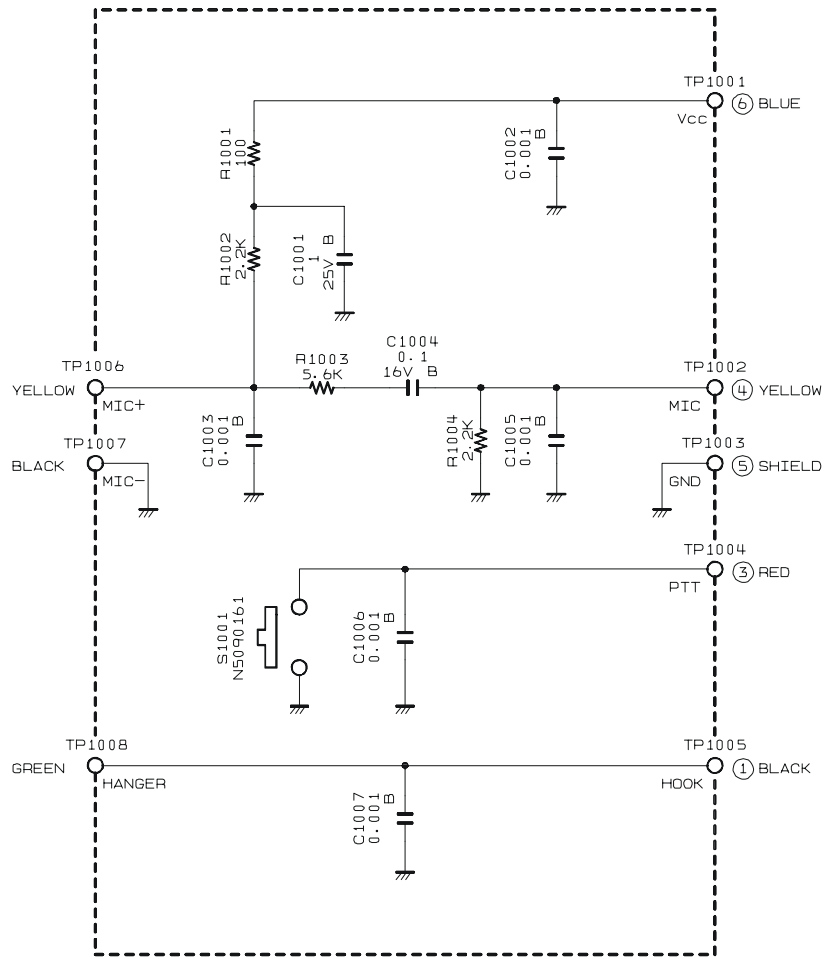 TP1001
⑥ BLUE
Vcc
R1001
100
C1002
0.001
B
R1002
2.2K
C1001
1
25V B
TP1006
YELLOW
MIC+
R1003
5.6K
C1004
0.1
16V B
TP1002
④ YELLOW
MIC
C1003
0.001
B
R1004
2.2K
C1005
0.001
B
TP1007
BLACK
MIC−
TP1003
⑤ SHIELD
GND
TP1004
③ RED
PTT
S1001
N5090161
C1006
0.001
B
TP1008
GREEN
HANGER
TP1005
① BLACK
HOOK
C1007
0.001
B